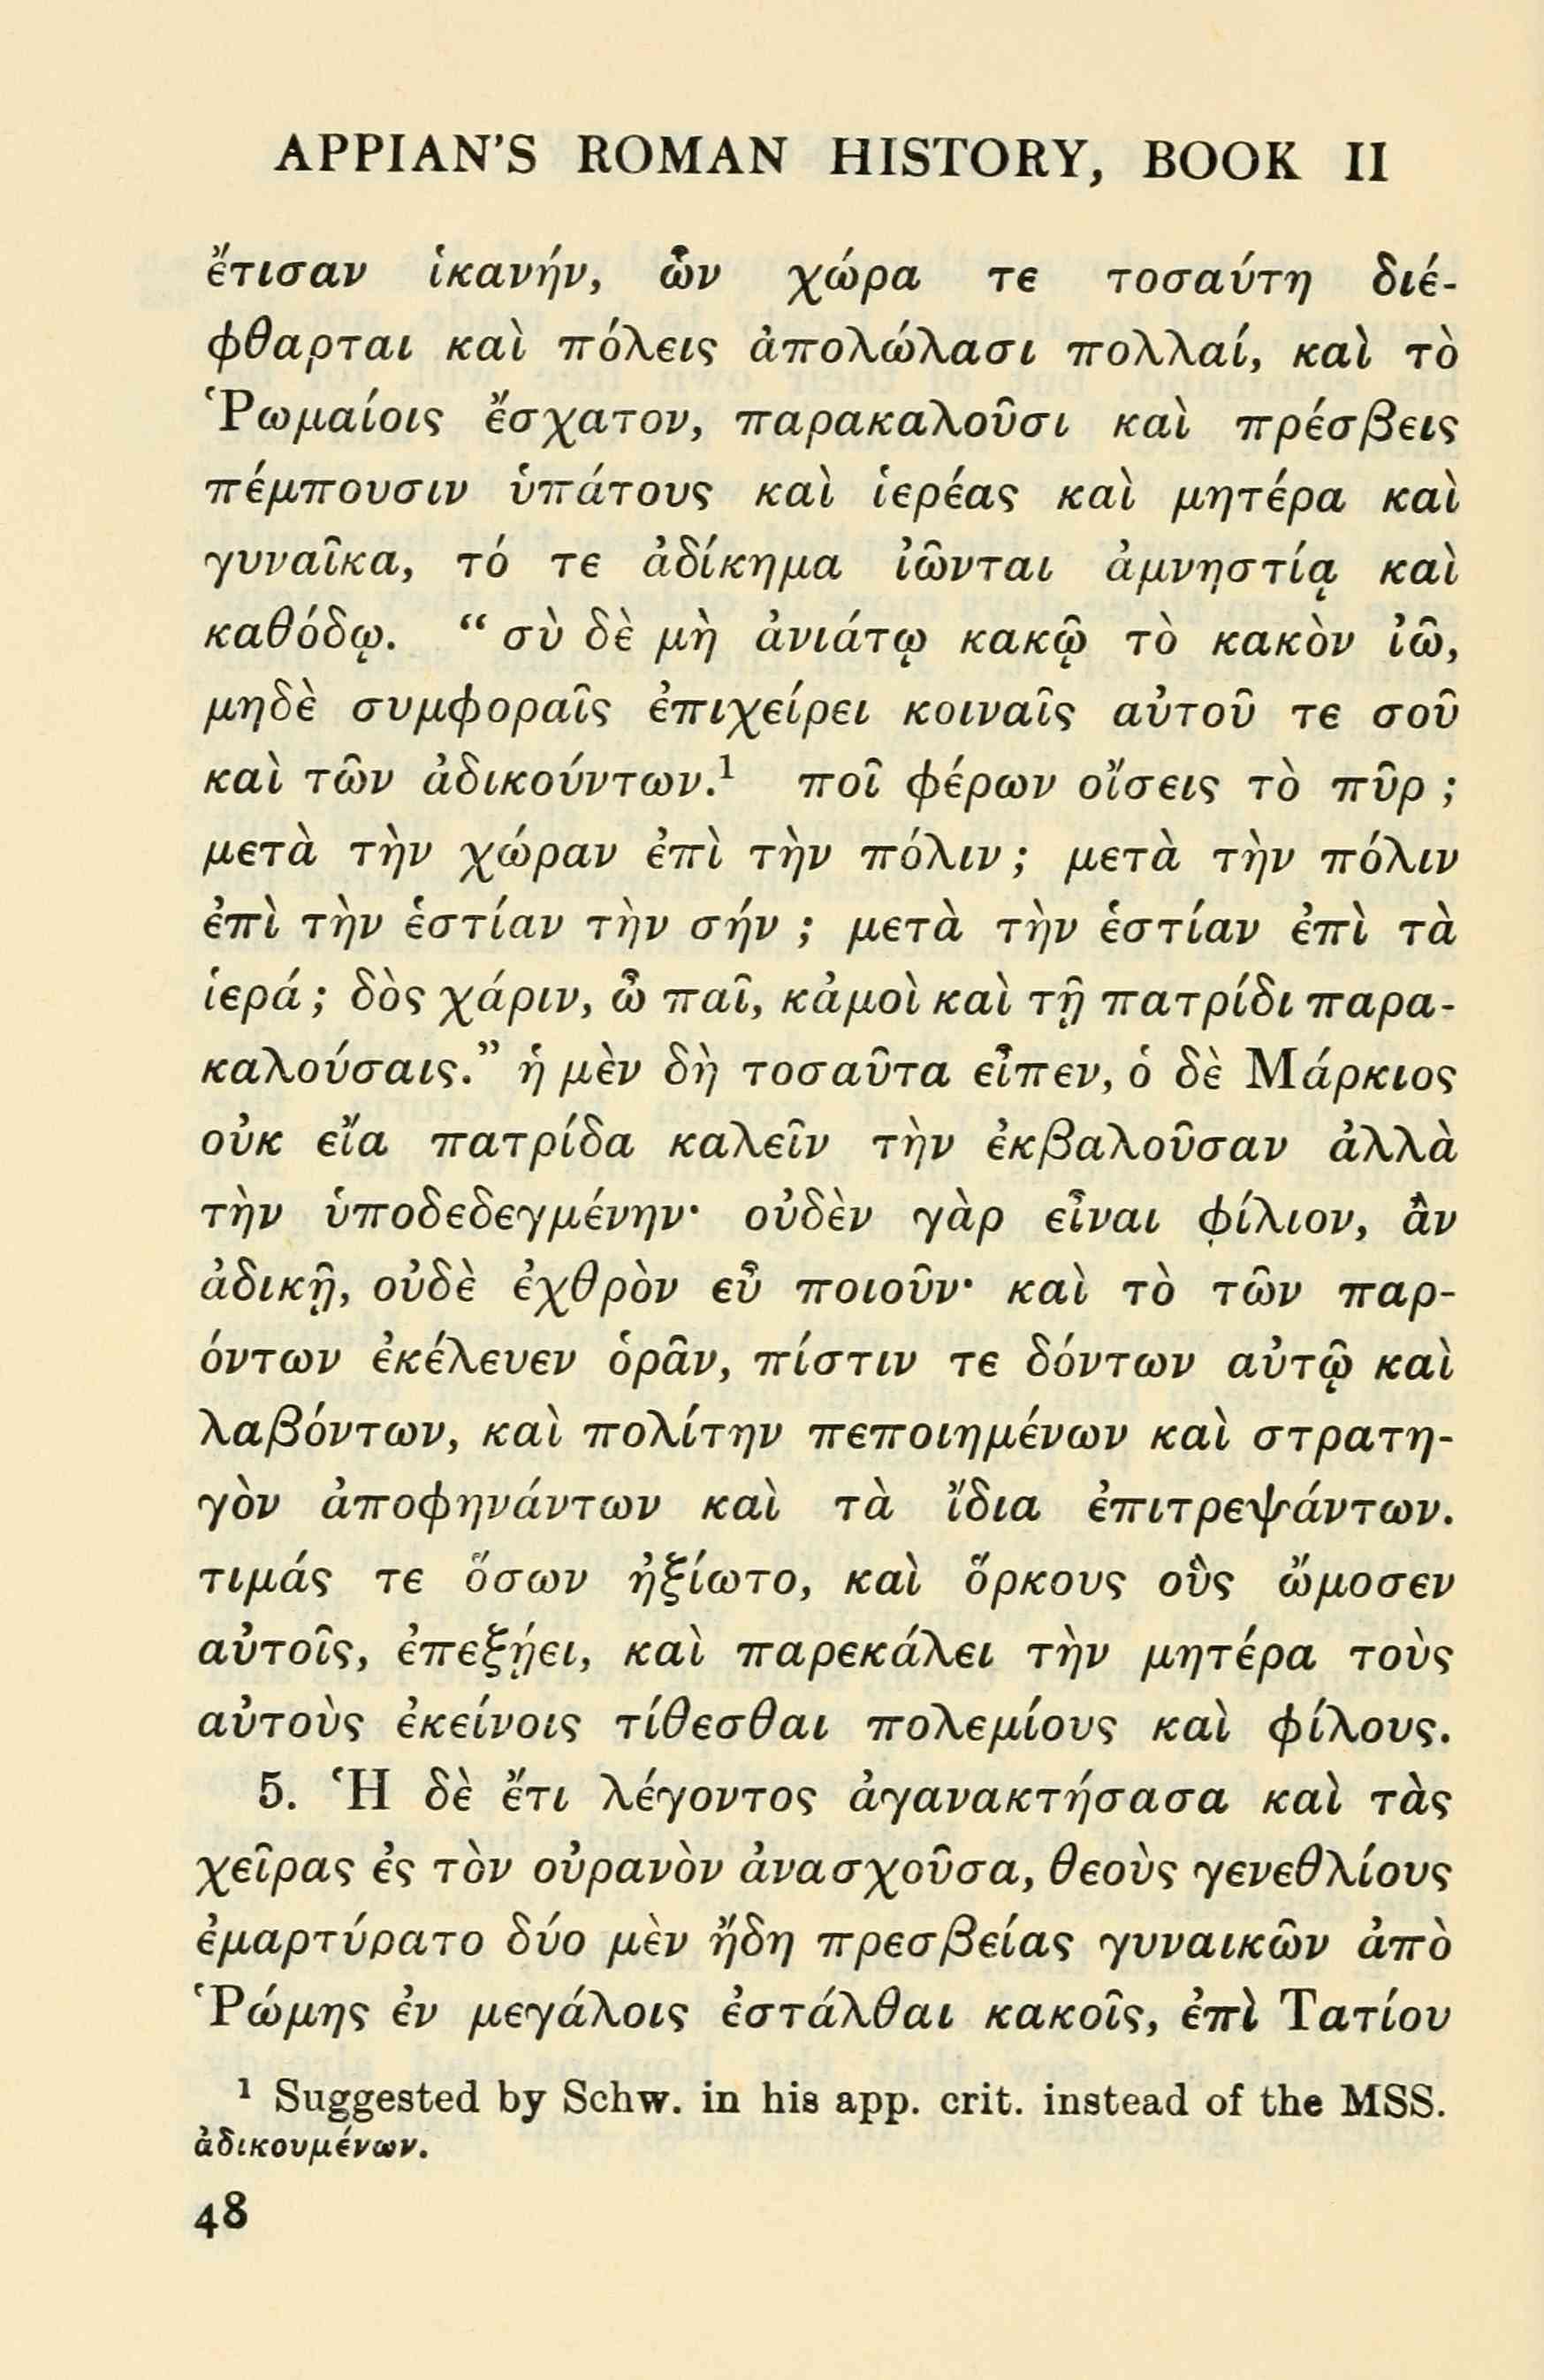 APPIAN'S ROMAN HISTORY, BOOK II
ἔτισαν ἱκανήν, ὧν χώρα τε τοσαύτη διέ-
φθαρται καὶ πόλεις ἀπολώλασι πολλαί, καὶ τὸ
Ῥωμαίοις ἔσχατον, παρακαλοῦσι καὶ πρέσβεις
πέμπουσιν ὑπάτους καὶ ἱερέας καὶ μητέρα καὶ
γυναῖκα, τό τε ἀδίκημα ἰῶνται ἀμνηστίᾳ καὶ
καθόδῳ. “ σὺ δὲ μὴ ἀνιάτῳ κακῷ τὸ κακὸν ἰῶ,
μηδὲ συμφοραῖς ἐπιχείρει κοιναῖς αὐτοῦ τε σοῦ
καὶ τῶν ἀδικούντων.¹ ποῖ φέρων οἴσεις τὸ πῦρ ;
μετὰ τὴν χώραν ἐπὶ τὴν πόλιν ; μετὰ τὴν πόλιν
ἐπὶ τὴν ἑστίαν τὴν σήν ; μετὰ τὴν ἑστίαν ἐπὶ τὰ
ἱερά ; δὸς χάριν, ὦ παῖ, κἀμοὶ καὶ τῇ πατρίδι παρα-
καλούσαις.” ἡ μὲν δὴ τοσαῦτα εἶπεν, ὁ δὲ Μάρκιος
οὐκ εἴα πατρίδα καλεῖν τὴν ἐκβαλοῦσαν ἀλλὰ
τὴν ὑποδεδεγμένην· οὐδὲν γὰρ εἶναι φίλιον, ἂν
ἀδικῇ, οὐδὲ ἐχθρὸν εὖ ποιοῦν· καὶ τὸ τῶν παρ-
όντων ἐκέλευεν ὁρᾶν, πίστιν τε δόντων αὐτῷ καὶ
λαβόντων, καὶ πολίτην πεποιημένων καὶ στρατη-
γὸν ἀποφηνάντων καὶ τὰ ἴδια ἐπιτρεψάντων.
τιμάς τε ὅσων ἠξίωτο, καὶ ὅρκους οὓς ὤμοσεν
αὐτοῖς, ἐπεξῄει, καὶ παρεκάλει τὴν μητέρα τοὺς
αὐτοὺς ἐκείνοις τίθεσθαι πολεμίους καὶ φίλους.
5. Ἡ δὲ ἔτι λέγοντος ἀγανακτήσασα καὶ τὰς
χεῖρας ἐς τὸν οὐρανὸν ἀνασχοῦσα, θεοὺς γενεθλίους
ἐμαρτύρατο δύο μὲν ἤδη πρεσβείας γυναικῶν ἀπὸ
Ῥώμης ἐν μεγάλοις ἐστάλθαι κακοῖς, ἐπὶ Τατίου
¹ Suggested by Schw. in his app. crit. instead of the MSS.
ἀδικουμένων.
48